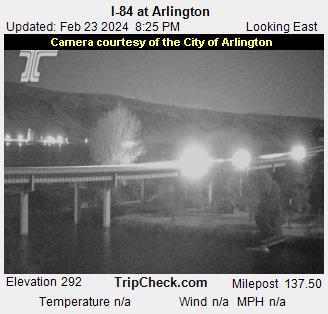 I-84 at Arlington
Updated: Feb 23 2024 8:25 PM Looking East
Camera courtesy of the City of Arlington
Elevation 292 TripCheck.com Milepost 137.50
Temperature n/a Wind n/a MPH n/a